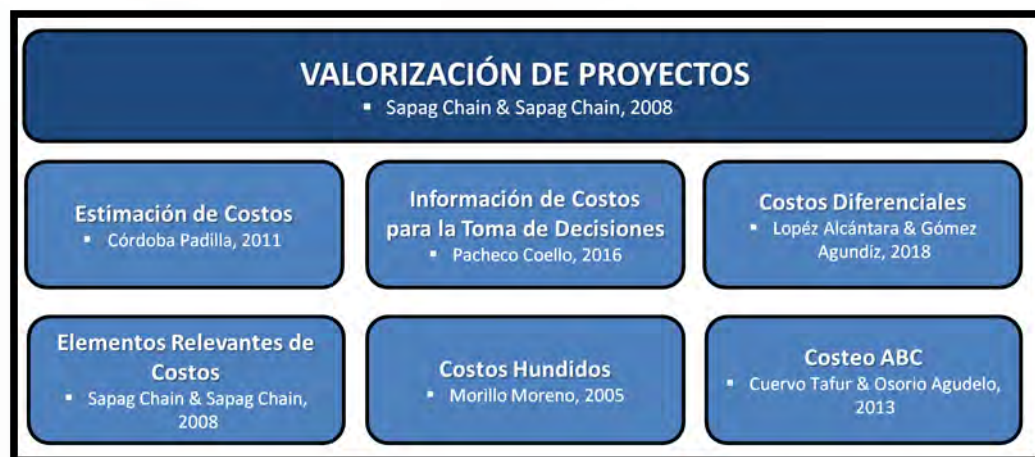 VALORIZACIÓN DE PROYECTOS
▪ Sapag Chain & Sapag Chain, 2008
Estimación de Costos
▪ Córdoba Padilla, 2011
Información de Costos
para la Toma de Decisiones
▪ Pacheco Coello, 2016
Costos Diferenciales
▪ Lopéz Alcántara & Gómez
Agundíz, 2018
Elementos Relevantes de
Costos
▪ Sapag Chain & Sapag Chain,
2008
Costos Hundidos
▪ Morillo Moreno, 2005
Costeo ABC
▪ Cuervo Tafur & Osorio Agudelo,
2013